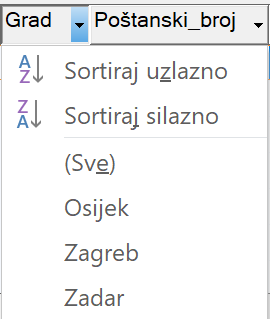 Grad Poštanski_broj
A
Z Sortiraj uzlazno
Z
A Sortiraj silazno
(Sve)
Osijek
Zagreb
Zadar